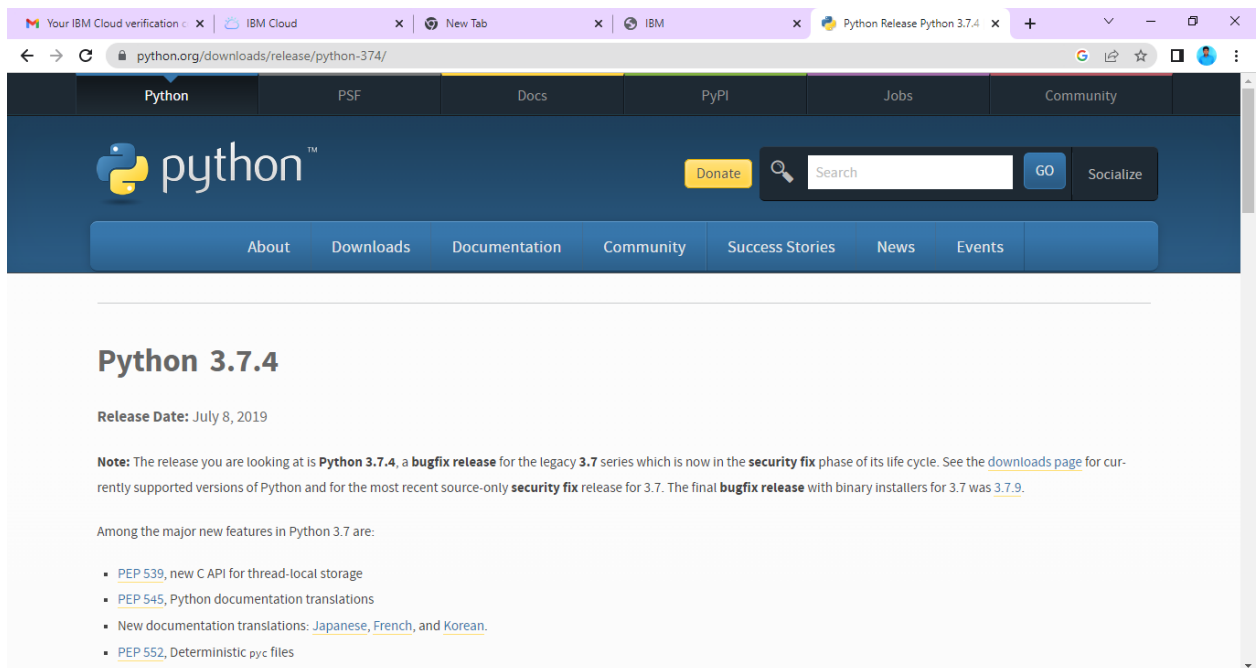 Your IBM Cloud verification c
IBM Cloud
New Tab
IBM
Python Release Python 3.7.4
python.org/downloads/release/python-374/
Python
PSF
Docs
PyPI
Jobs
Community
python™
Donate
Search
GO
Socialize
About
Downloads
Documentation
Community
Success Stories
News
Events
Python 3.7.4
Release Date: July 8, 2019
Note: The release you are looking at is Python 3.7.4, a bugfix release for the legacy 3.7 series which is now in the security fix phase of its life cycle. See the downloads page for cur-
rently supported versions of Python and for the most recent source-only security fix release for 3.7. The final bugfix release with binary installers for 3.7 was 3.7.9.
Among the major new features in Python 3.7 are:
▪ PEP 539, new C API for thread-local storage
▪ PEP 545, Python documentation translations
▪ New documentation translations: Japanese, French, and Korean.
▪ PEP 552, Deterministic pyc files